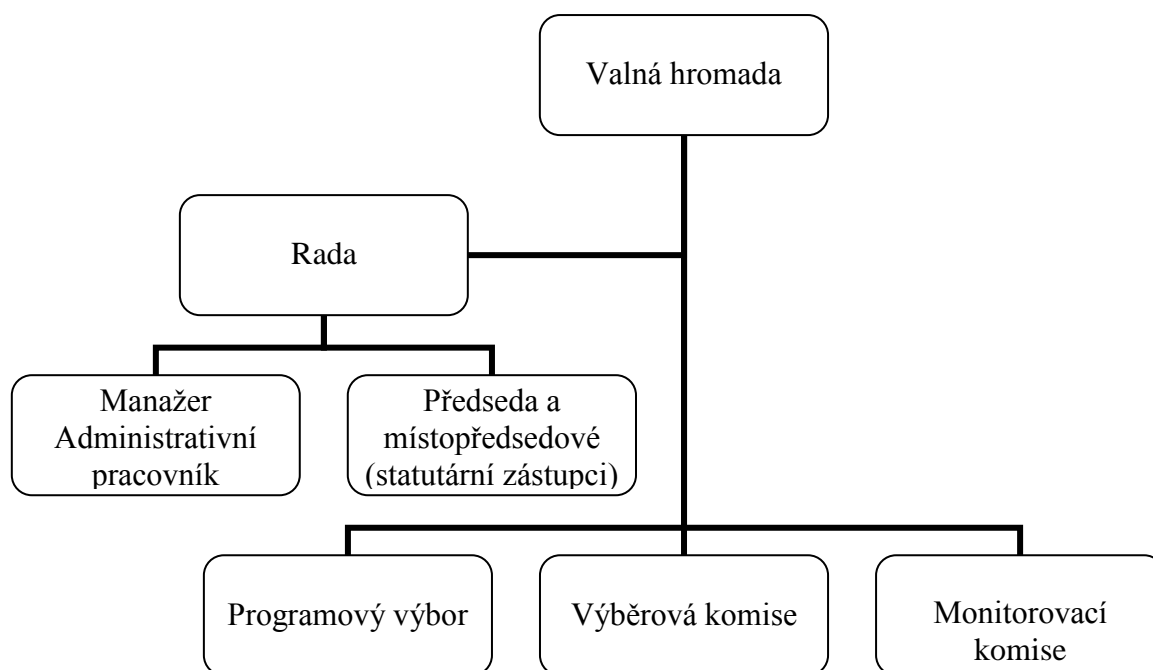 Valná hromada
Rada
Manažer
Administrativní
pracovník
Předseda a
místopředsedové
(statutární zástupci)
Programový výbor
Výběrová komise
Monitorovací
komise